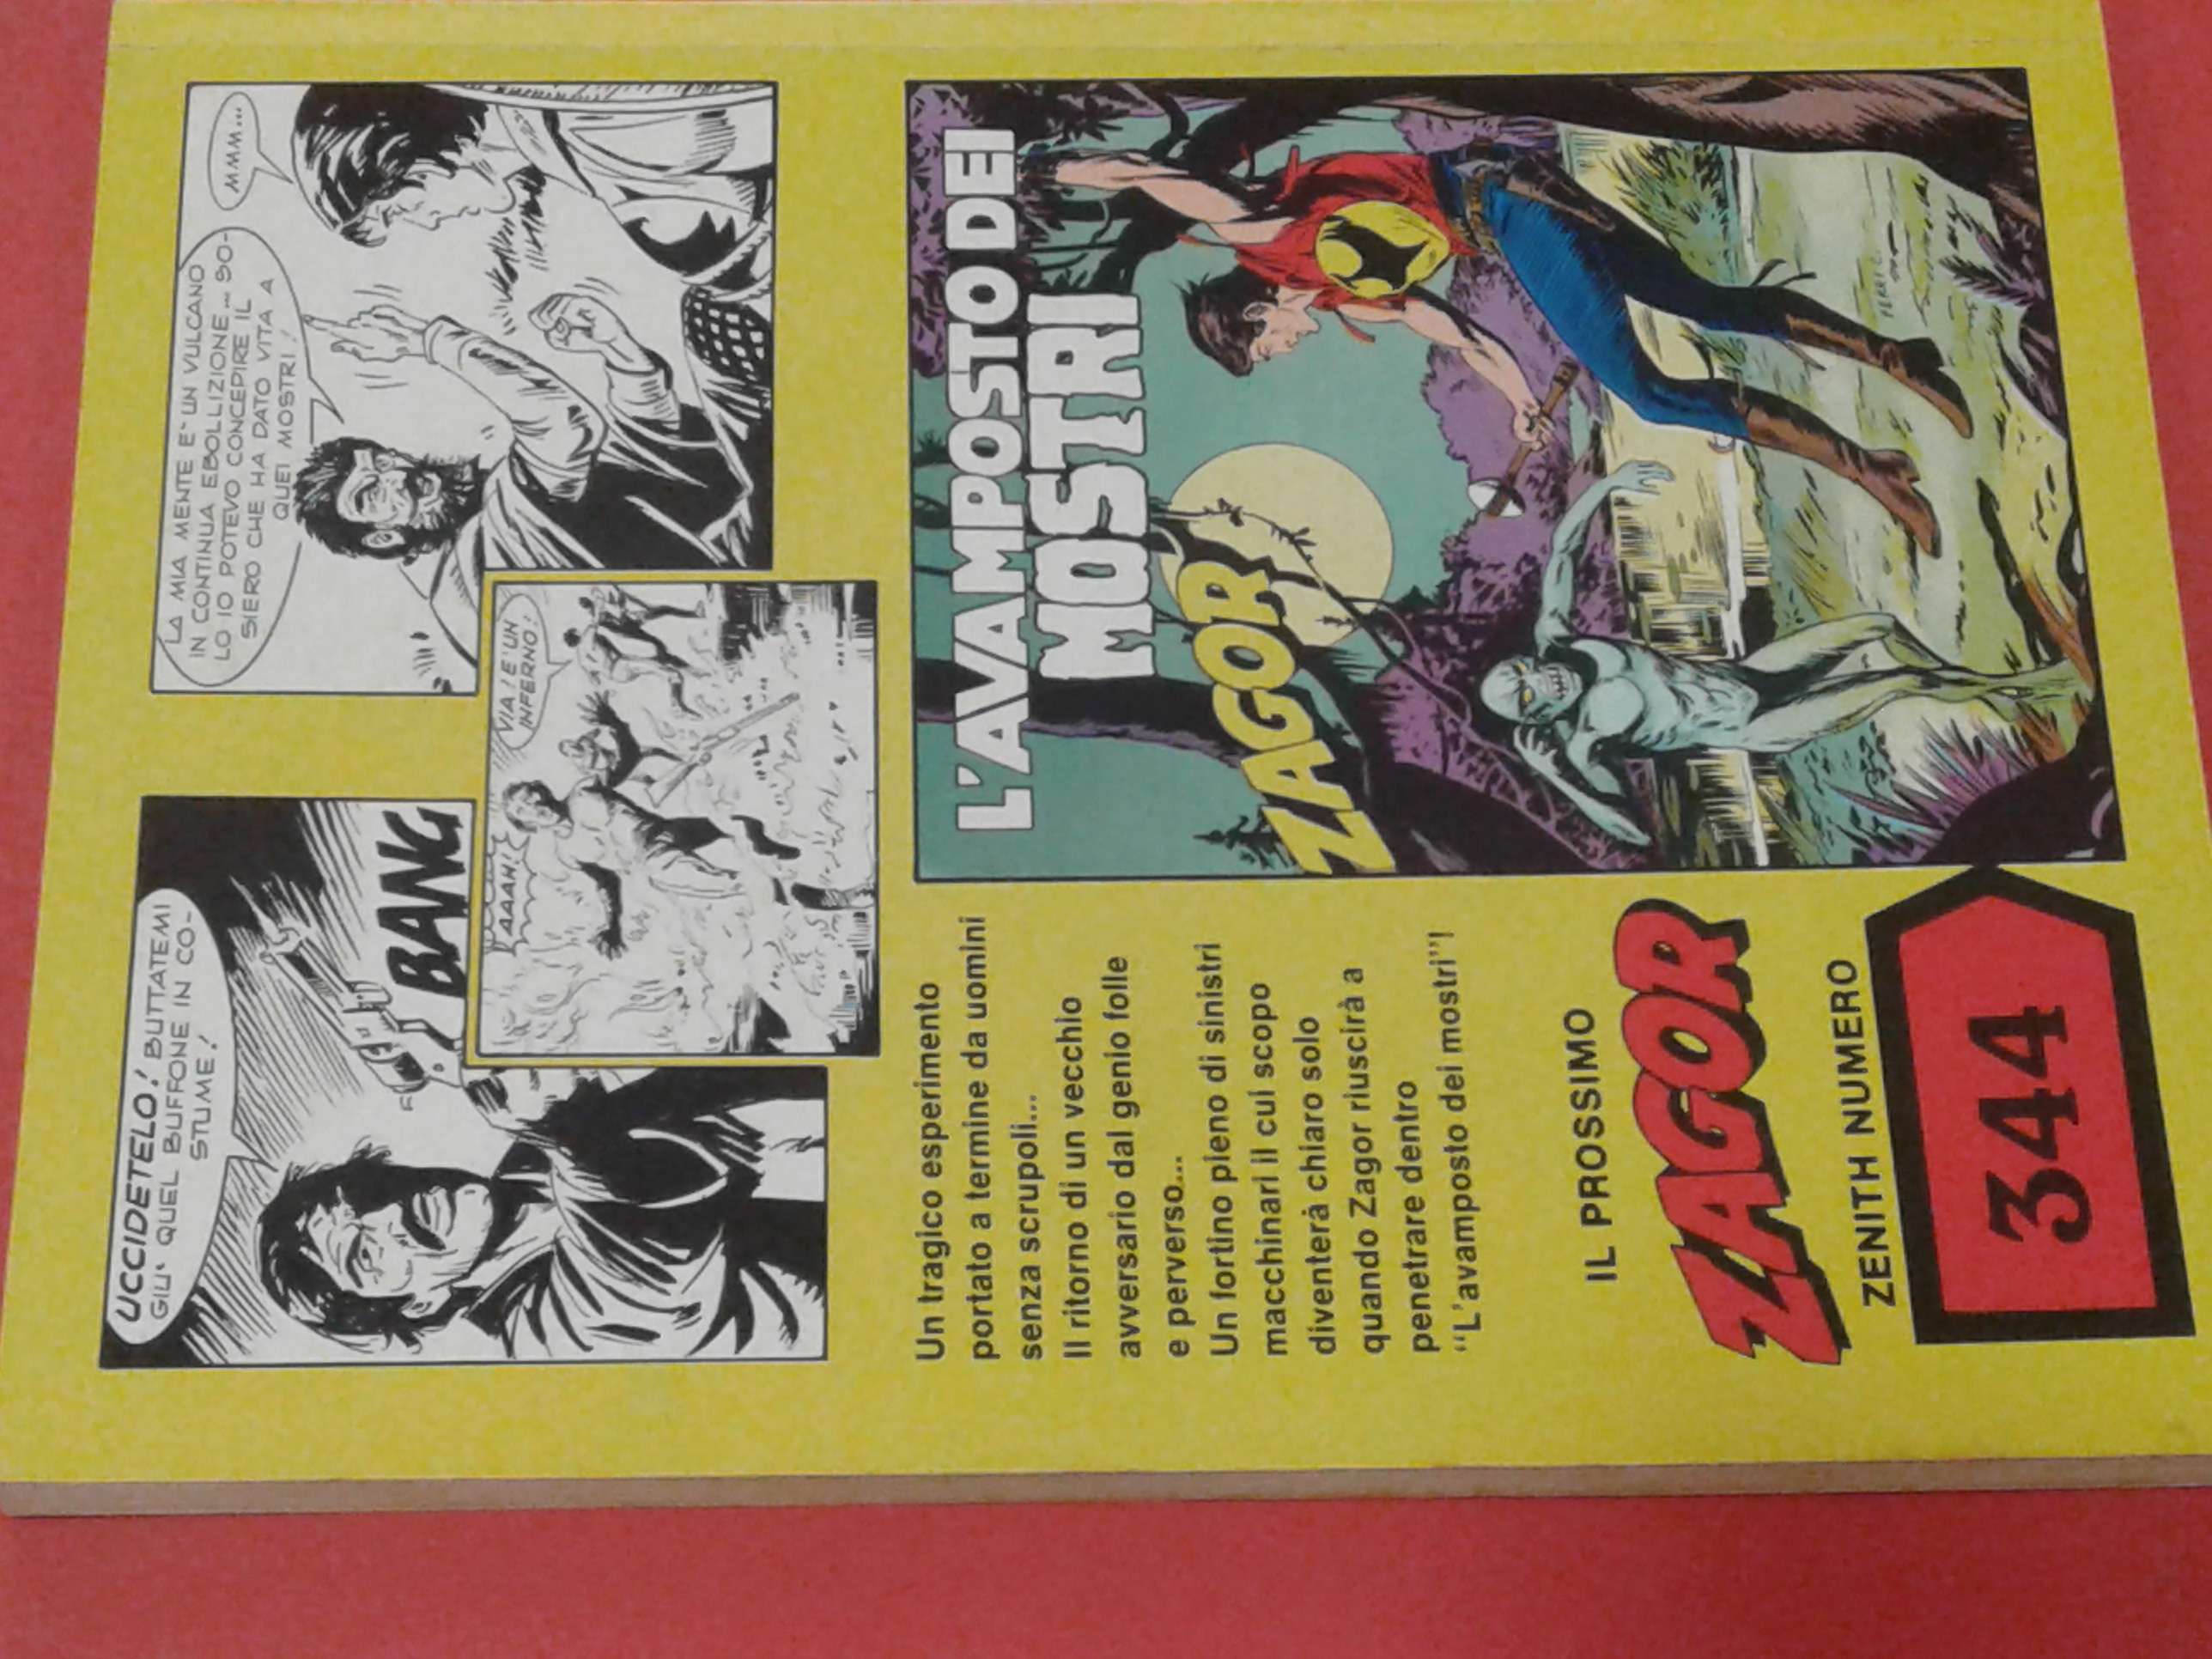 UCCIDETELO! BUTTATEMI
GIU' QUEL BUFFONE IN CO-
STUME!
BANG
LA MIA MENTE E' UN VULCANO
IN CONTINUA EBOLLIZIONE... SO-
LO IO POTEVO CONCEPIRE IL
SIERO CHE HA DATO VITA A
QUEI MOSTRI!
MMM...
AAAH!
VIA! E' UN
INFERNO!
Un tragico esperimento
portato a termine da uomini
senza scrupoli...
Il ritorno di un vecchio
avversario dal genio folle
e perverso...
Un fortino pieno di sinistri
macchinari il cui scopo
diventerà chiaro solo
quando Zagor riuscirà a
penetrare dentro
"L'avamposto dei mostri"!
IL PROSSIMO
ZAGOR
ZENITH NUMERO
344
L'AVAMPOSTO DEI
MOSTRI
ZAGOR